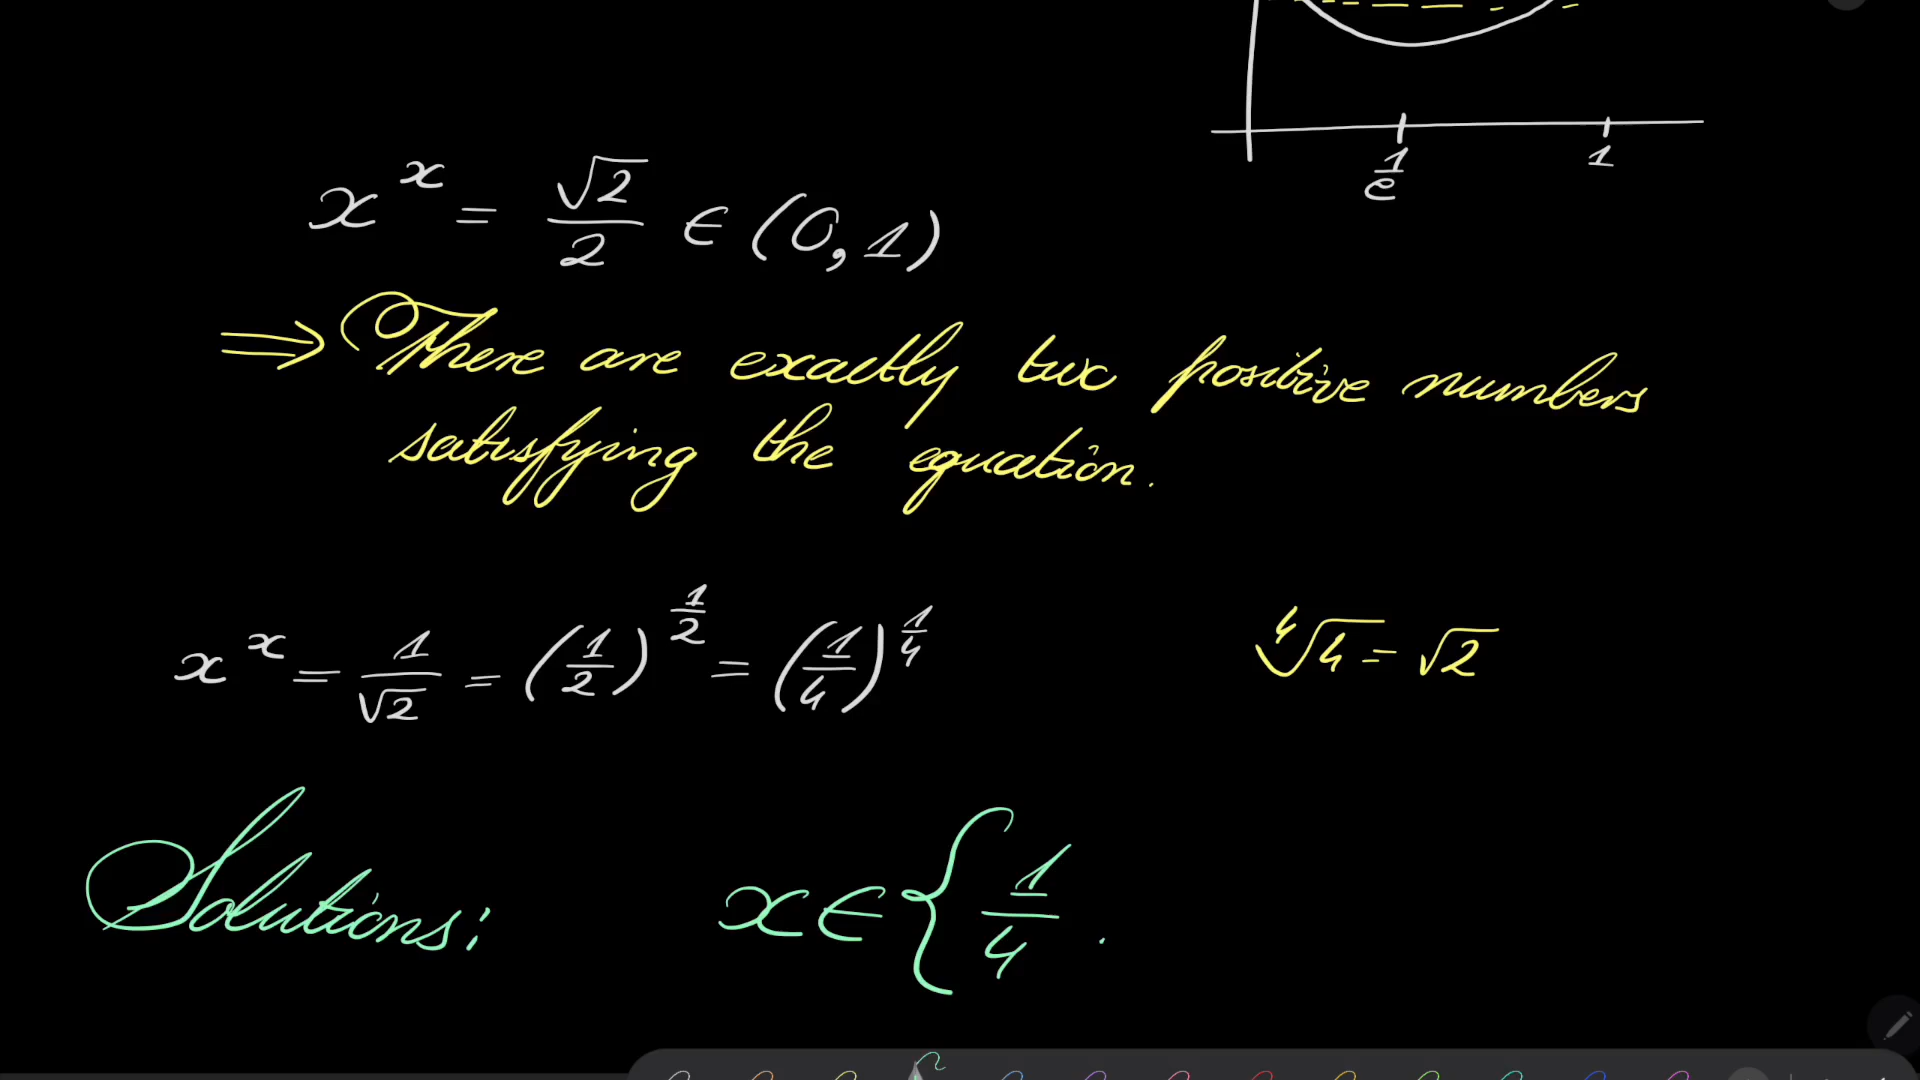 1/e 1
x^x = √2/2 ∈ (0,1)
⇒ There are exactly two positive numbers
satisfying the equation.
x^x = 1/√2 = (1/2)^(1/2) = (1/4)^(1/4) ∜4 = √2
Solutions: x ∈ { 1/4 .